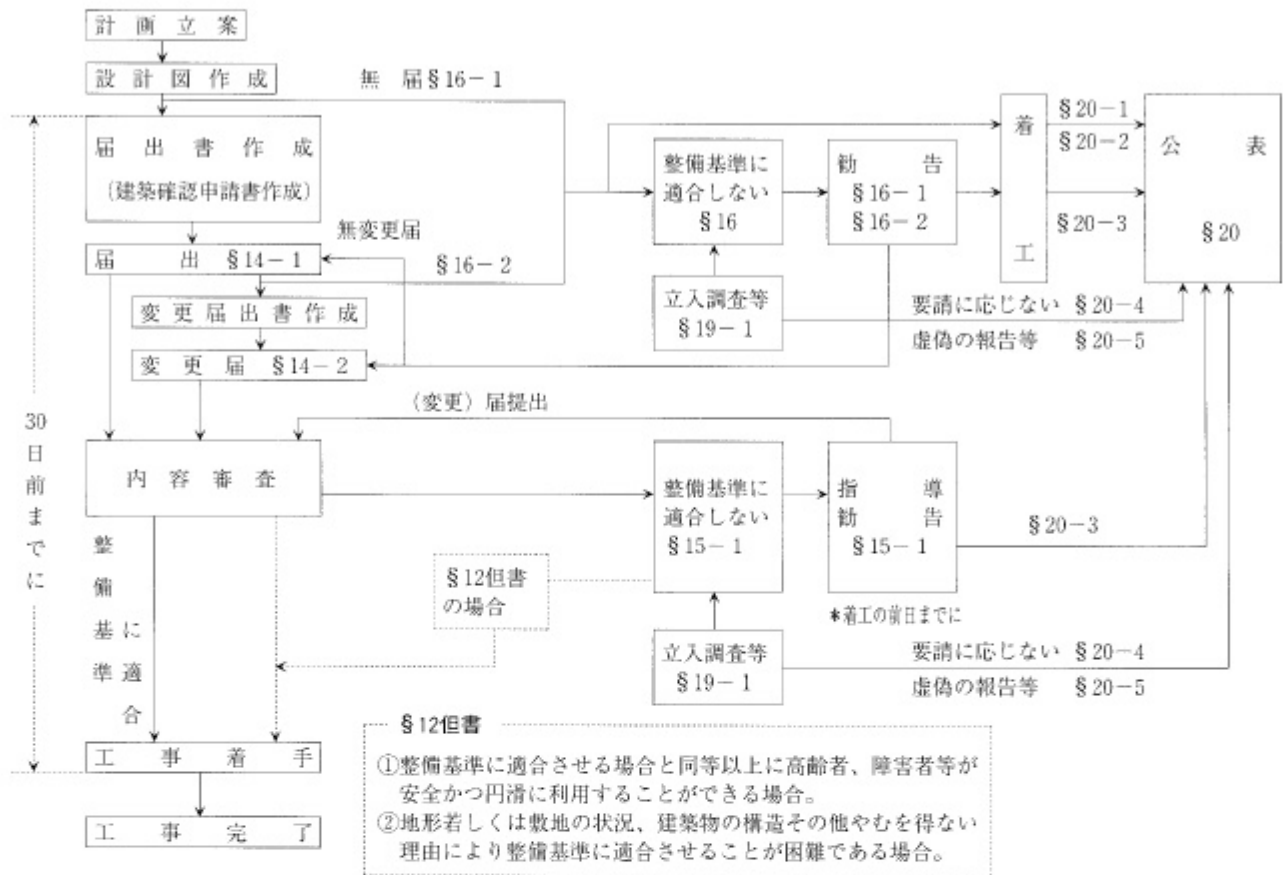 計画立案
設計図作成
無　届§16－1
届出書作成
(建築確認申請書作成)
整備基準に
適合しない
§16
勧　告
§16－1
§16－2
着
工
§20－1
§20－2
§20－3
公　表
§20
無変更届
届　出　§14－1
§16－2
変更届出書作成
変更届　§14－2
立入調査等
§19－1
要請に応じない　§20－4
虚偽の報告等　§20－5
（変更）届提出
30日前までに
内容審査
整備基準に
適合しない
§15－1
指　導
勧　告
§15－1
§20－3
＊着工の前日までに
整備基準に適合
§12但書
の場合
立入調査等
§19－1
要請に応じない　§20－4
虚偽の報告等　§20－5
工事着手
工事完了
§12但書
①整備基準に適合させる場合と同等以上に高齢者、障害者等が
安全かつ円滑に利用することができる場合。
②地形若しくは敷地の状況、建築物の構造その他やむを得ない
理由により整備基準に適合させることが困難である場合。